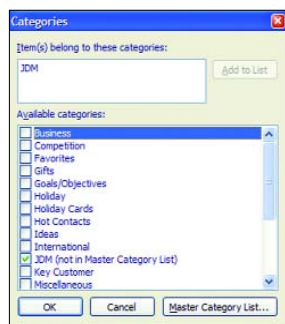 Categories
Item(s) belong to these categories:
JDM
Add to List
Available categories:
Business
Competition
Favorites
Gifts
Goals/Objectives
Holiday
Holiday Cards
Hot Contacts
Ideas
International
JDM (not in Master Category List)
Key Customer
Miscellaneous
OK Cancel Master Category List...